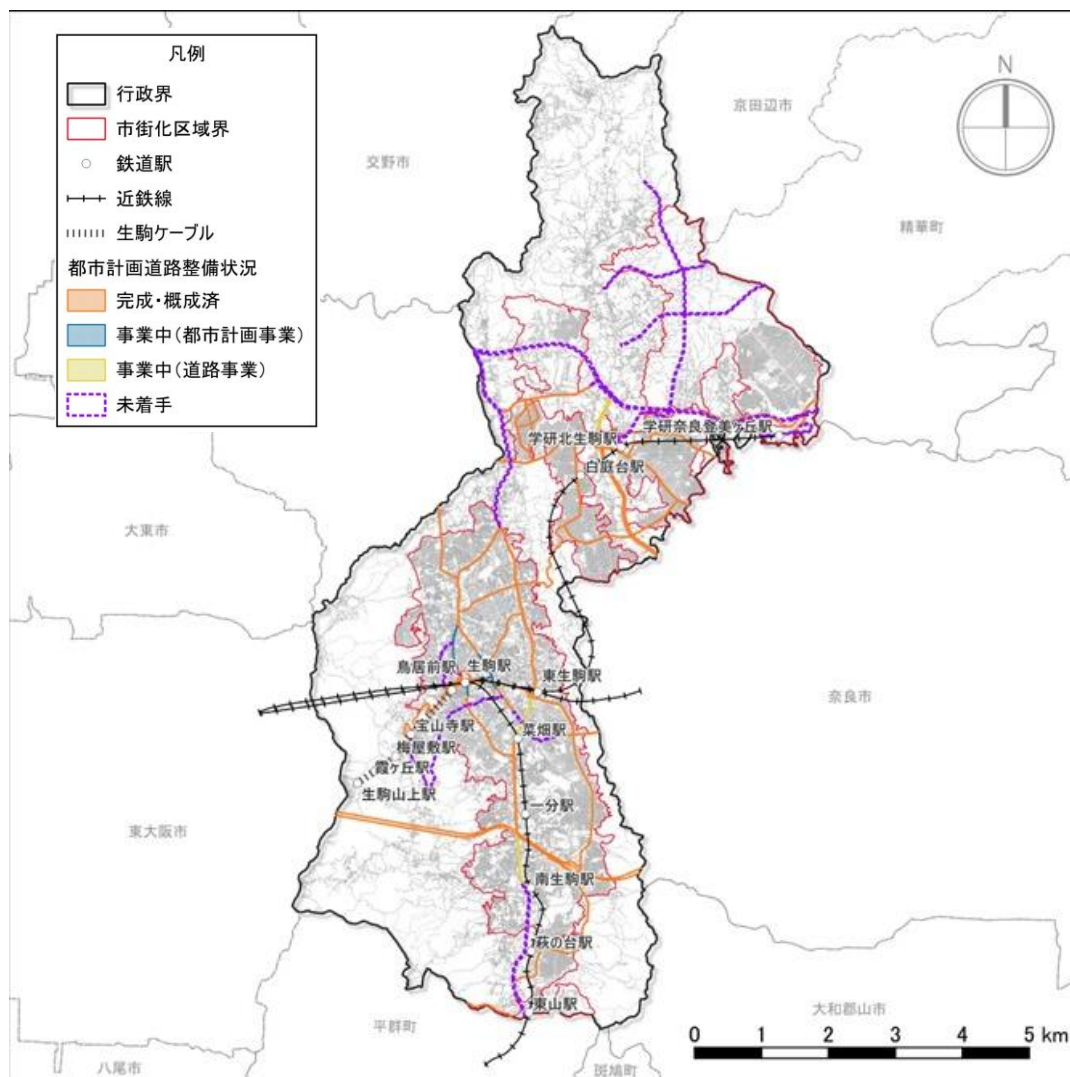 凡例
行政界
市街化区域界
鉄道駅
近鉄線
生駒ケーブル
都市計画道路整備状況
完成・概成済
事業中(都市計画事業)
事業中(道路事業)
未着手
N
京田辺市
交野市
精華町
学研北生駒駅
学研奈良登美ヶ丘駅
白庭台駅
大東市
鳥居前駅
生駒駅
東生駒駅
奈良市
宝山寺駅
菜畑駅
梅屋敷駅
霞ヶ丘駅
生駒山上駅
一分駅
東大阪市
南生駒駅
萩の台駅
東山駅
大和郡山市
平群町
八尾市
斑鳩町
0 1 2 3 4 5 km